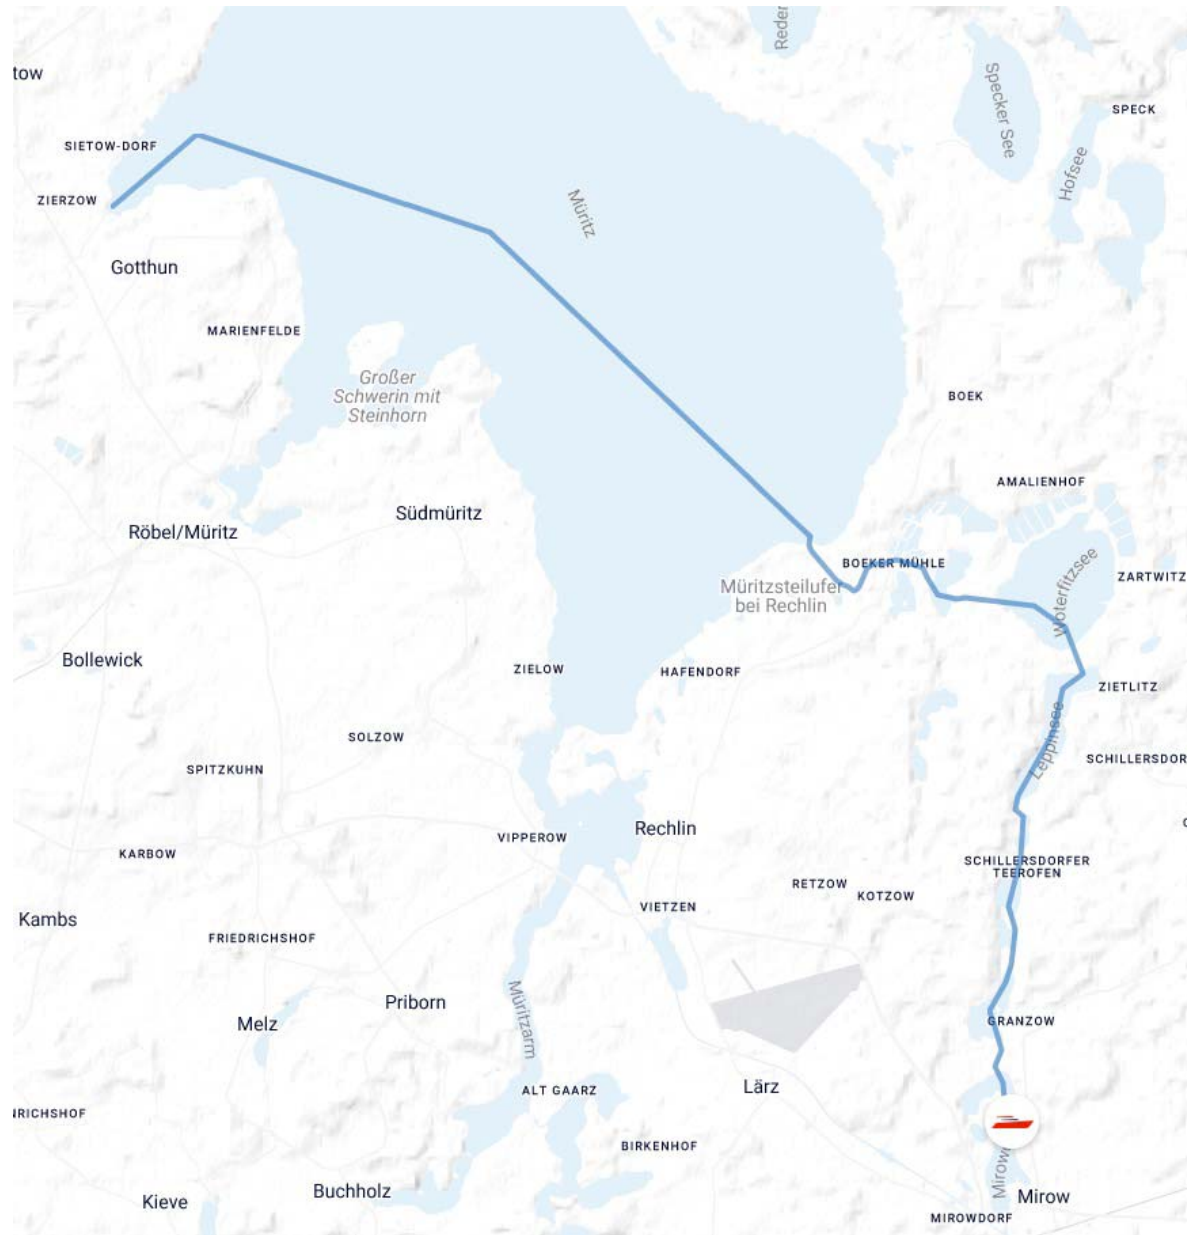 Reder
tow
Specker See
SPECK
SIETOW-DORF
Hofsee
ZIERZOW
Müritz
Gotthun
MARIENFELDE
Großer
Schwerin mit
Steinhorn
BOEK
AMALIENHOF
Südmüritz
Röbel/Müritz
BOEKER MÜHLE
ZARTWITZ
Woterfitzsee
Müritzsteilufer
bei Rechlin
Bollewick
ZIELOW
HAFENDORF
ZIETLITZ
Leppinsee
SOLZOW
SCHILLERSDOR
SPITZKUHN
Rechlin
VIPPEROW
KARBOW
SCHILLERSDORFER
TEEROFEN
RETZOW
KOTZOW
VIETZEN
Kambs
FRIEDRICHSHOF
Priborn
Müritzarm
Melz
GRANZOW
Lärz
ALT GAARZ
NRICHSHOF
BIRKENHOF
Mirow
Buchholz
Kieve
Mirow
MIROWDORF